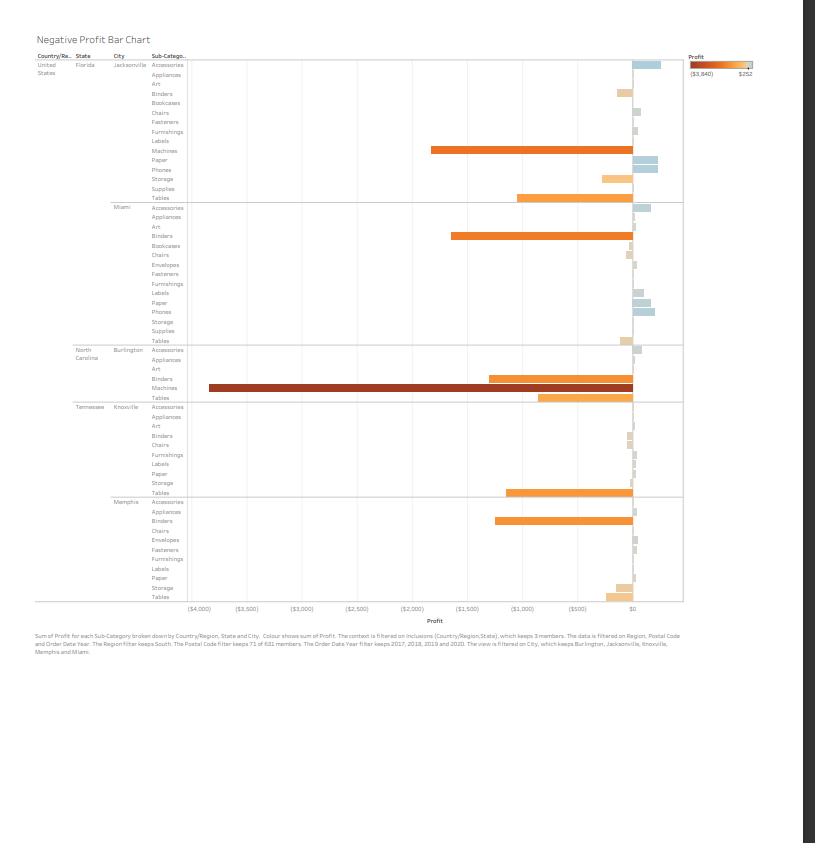 Negative Profit Bar Chart
Country/Re.. State City Sub-Catego..
Profit
United States Florida Jacksonville Accessories
($3,840) $252
Appliances
Art
Binders
Bookcases
Chairs
Fasteners
Furnishings
Labels
Machines
Paper
Phones
Storage
Supplies
Tables
Miami Accessories
Appliances
Art
Binders
Bookcases
Chairs
Envelopes
Fasteners
Furnishings
Labels
Paper
Phones
Storage
Supplies
Tables
North Carolina Burlington Accessories
Appliances
Art
Binders
Machines
Tables
Tennessee Knoxville Accessories
Appliances
Art
Binders
Chairs
Furnishings
Labels
Paper
Storage
Tables
Memphis Accessories
Appliances
Binders
Chairs
Envelopes
Fasteners
Furnishings
Labels
Paper
Storage
Tables
($4,000) ($3,500) ($3,000) ($2,500) ($2,000) ($1,500) ($1,000) ($500) $0
Profit
Sum of Profit for each Sub-Category broken down by Country/Region, State and City. Colour shows sum of Profit. The context is filtered on Inclusions (Country/Region,State), which keeps 3 members. The data is filtered on Region, Postal Code
and Order Date Year. The Region filter keeps South. The Postal Code filter keeps 71 of 631 members. The Order Date Year filter keeps 2017, 2018, 2019 and 2020. The view is filtered on City, which keeps Burlington, Jacksonville, Knoxville,
Memphis and Miami.